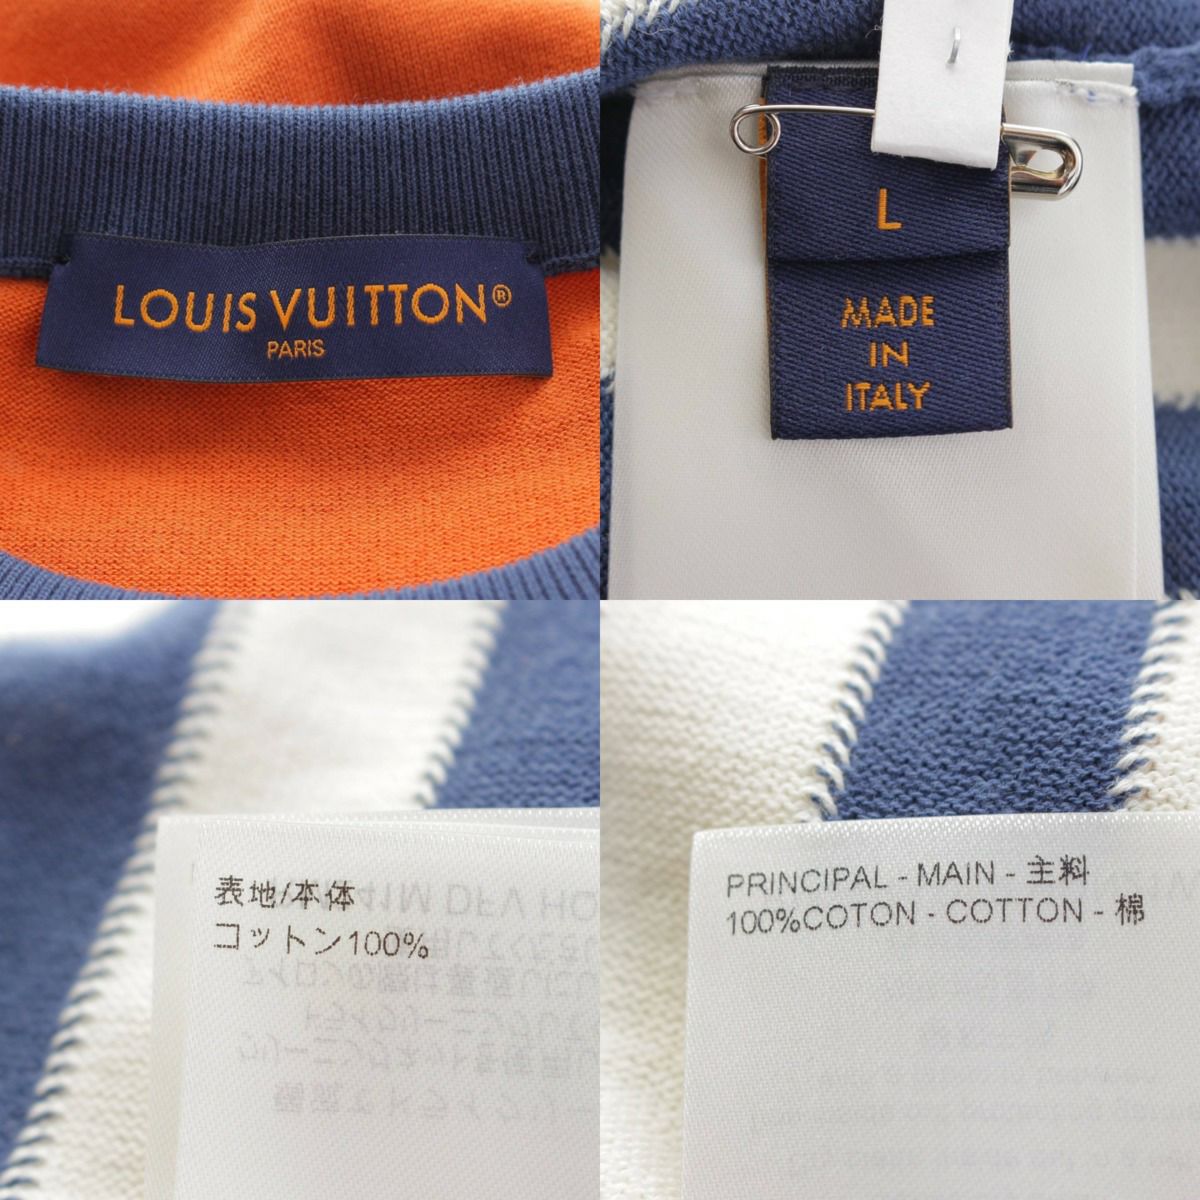 LOUIS VUITTON®
PARIS
L
MADE
IN
ITALY
表地/本体
コットン100%
PRINCIPAL - MAIN - 主料
100%COTON - COTTON - 棉